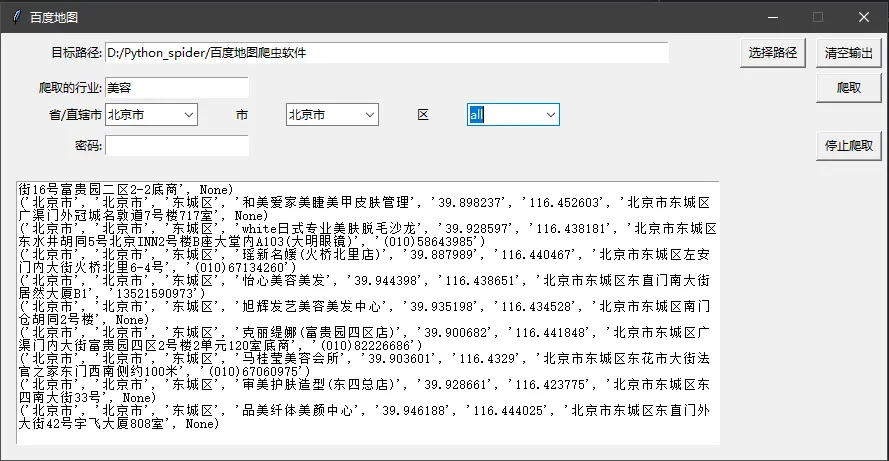 百度地图
目标路径: D:/Python_spider/百度地图爬虫软件 选择路径 清空输出
爬取的行业: 美容 爬取
省/直辖市 北京市 市 北京市 区 all
密码: 停止爬取
街16号富贵园二区2-2底商', None)
('北京市', '北京市', '东城区', '和美爱家美睫美甲皮肤管理', '39.898237', '116.452603', '北京市东城区
广渠门外冠城名敦道7号楼717室', None)
('北京市', '北京市', '东城区', 'white日式专业美肤脱毛沙龙', '39.928597', '116.438181', '北京市东城区
东水井胡同5号北京INN2号楼B座大堂内A103(大明眼镜)', '(010)58643985')
('北京市', '北京市', '东城区', '瑶新名媛(火桥北里店)', '39.887989', '116.440467', '北京市东城区左安
门内大街火桥北里6-4号', '(010)67134260')
('北京市', '北京市', '东城区', '怡心美容美发', '39.944398', '116.438651', '北京市东城区东直门南大街
居然大厦B1', '13521590973')
('北京市', '北京市', '东城区', '旭辉发艺美容美发中心', '39.935198', '116.434528', '北京市东城区南门
仓胡同2号楼', None)
('北京市', '北京市', '东城区', '克丽缇娜(富贵园四区店)', '39.900682', '116.441848', '北京市东城区广
渠门内大街富贵园四区2号楼2单元120室底商', '(010)82226686')
('北京市', '北京市', '东城区', '马桂莹美容会所', '39.903601', '116.4329', '北京市东城区东花市大街法
官之家东门西南侧约100米', '(010)67060975')
('北京市', '北京市', '东城区', '审美护肤造型(东四总店)', '39.928661', '116.423775', '北京市东城区东
四南大街33号', None)
('北京市', '北京市', '东城区', '品美纤体美颜中心', '39.946188', '116.444025', '北京市东城区东直门外
大街42号宇飞大厦808室', None)